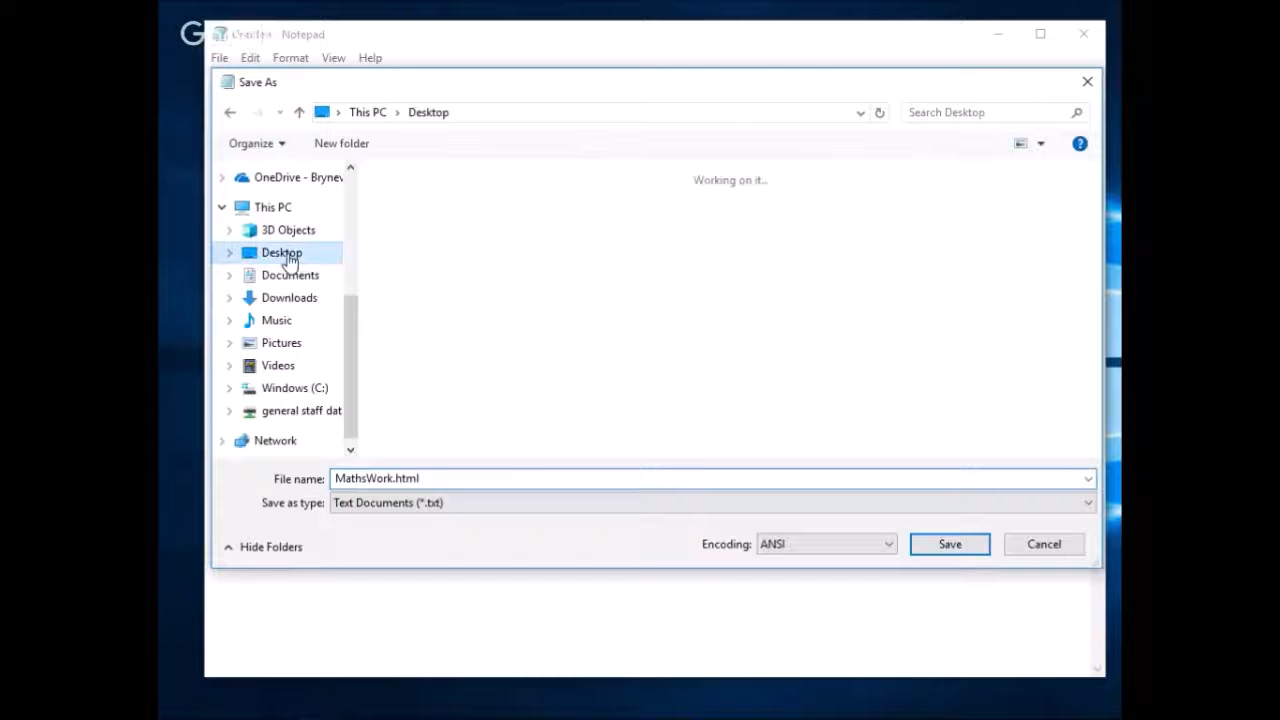 Notepad
File Edit Format View Help
Save As
This PC > Desktop
Search Desktop
Organize
New folder
OneDrive - Brynev
Working on it...
This PC
3D Objects
Desktop
Documents
Downloads
Music
Pictures
Videos
Windows (C:)
general staff dat
Network
File name: MathsWork.html
Save as type: Text Documents (*.txt)
Hide Folders
Encoding: ANSI
Save
Cancel